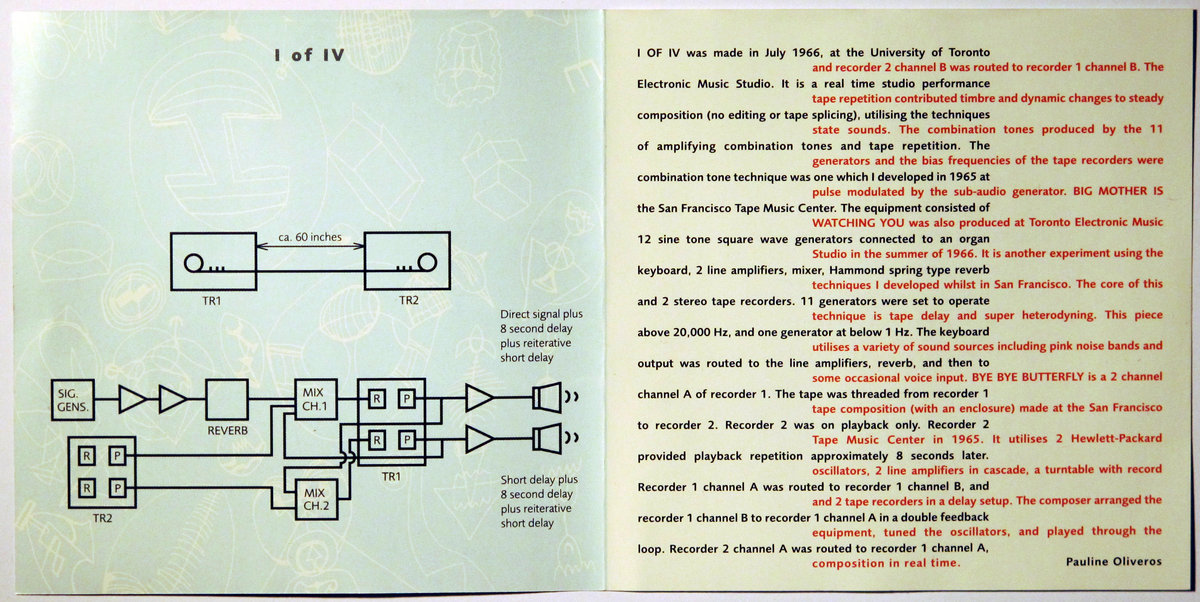 I of IV
ca. 60 inches
TR1
TR2
Direct signal plus
8 second delay
plus reiterative
short delay
SIG.
GENS.
REVERB
MIX
CH.1
R
P
R
P
TR1
R
P
R
P
TR2
MIX
CH.2
Short delay plus
8 second delay
plus reiterative
short delay
I OF IV was made in July 1966, at the University of Toronto
Electronic Music Studio. It is a real time studio performance
composition (no editing or tape splicing), utilising the techniques
of amplifying combination tones and tape repetition. The
combination tone technique was one which I developed in 1965 at
the San Francisco Tape Music Center. The equipment consisted of
12 sine tone square wave generators connected to an organ
keyboard, 2 line amplifiers, mixer, Hammond spring type reverb
and 2 stereo tape recorders. 11 generators were set to operate
above 20,000 Hz, and one generator at below 1 Hz. The keyboard
output was routed to the line amplifiers, reverb, and then to
channel A of recorder 1. The tape was threaded from recorder 1
to recorder 2. Recorder 2 was on playback only. Recorder 2
provided playback repetition approximately 8 seconds later.
Recorder 1 channel A was routed to recorder 1 channel B, and
recorder 1 channel B to recorder 1 channel A in a double feedback
loop. Recorder 2 channel A was routed to recorder 1 channel A,
and recorder 2 channel B was routed to recorder 1 channel B. The
tape repetition contributed timbre and dynamic changes to steady
state sounds. The combination tones produced by the 11
generators and the bias frequencies of the tape recorders were
pulse modulated by the sub-audio generator. BIG MOTHER IS
WATCHING YOU was also produced at Toronto Electronic Music
Studio in the summer of 1966. It is another experiment using the
techniques I developed whilst in San Francisco. The core of this
technique is tape delay and super heterodyning. This piece
utilises a variety of sound sources including pink noise bands and
some occasional voice input. BYE BYE BUTTERFLY is a 2 channel
tape composition (with an enclosure) made at the San Francisco
Tape Music Center in 1965. It utilises 2 Hewlett-Packard
oscillators, 2 line amplifiers in cascade, a turntable with record
and 2 tape recorders in a delay setup. The composer arranged the
equipment, tuned the oscillators, and played through the
composition in real time.
Pauline Oliveros